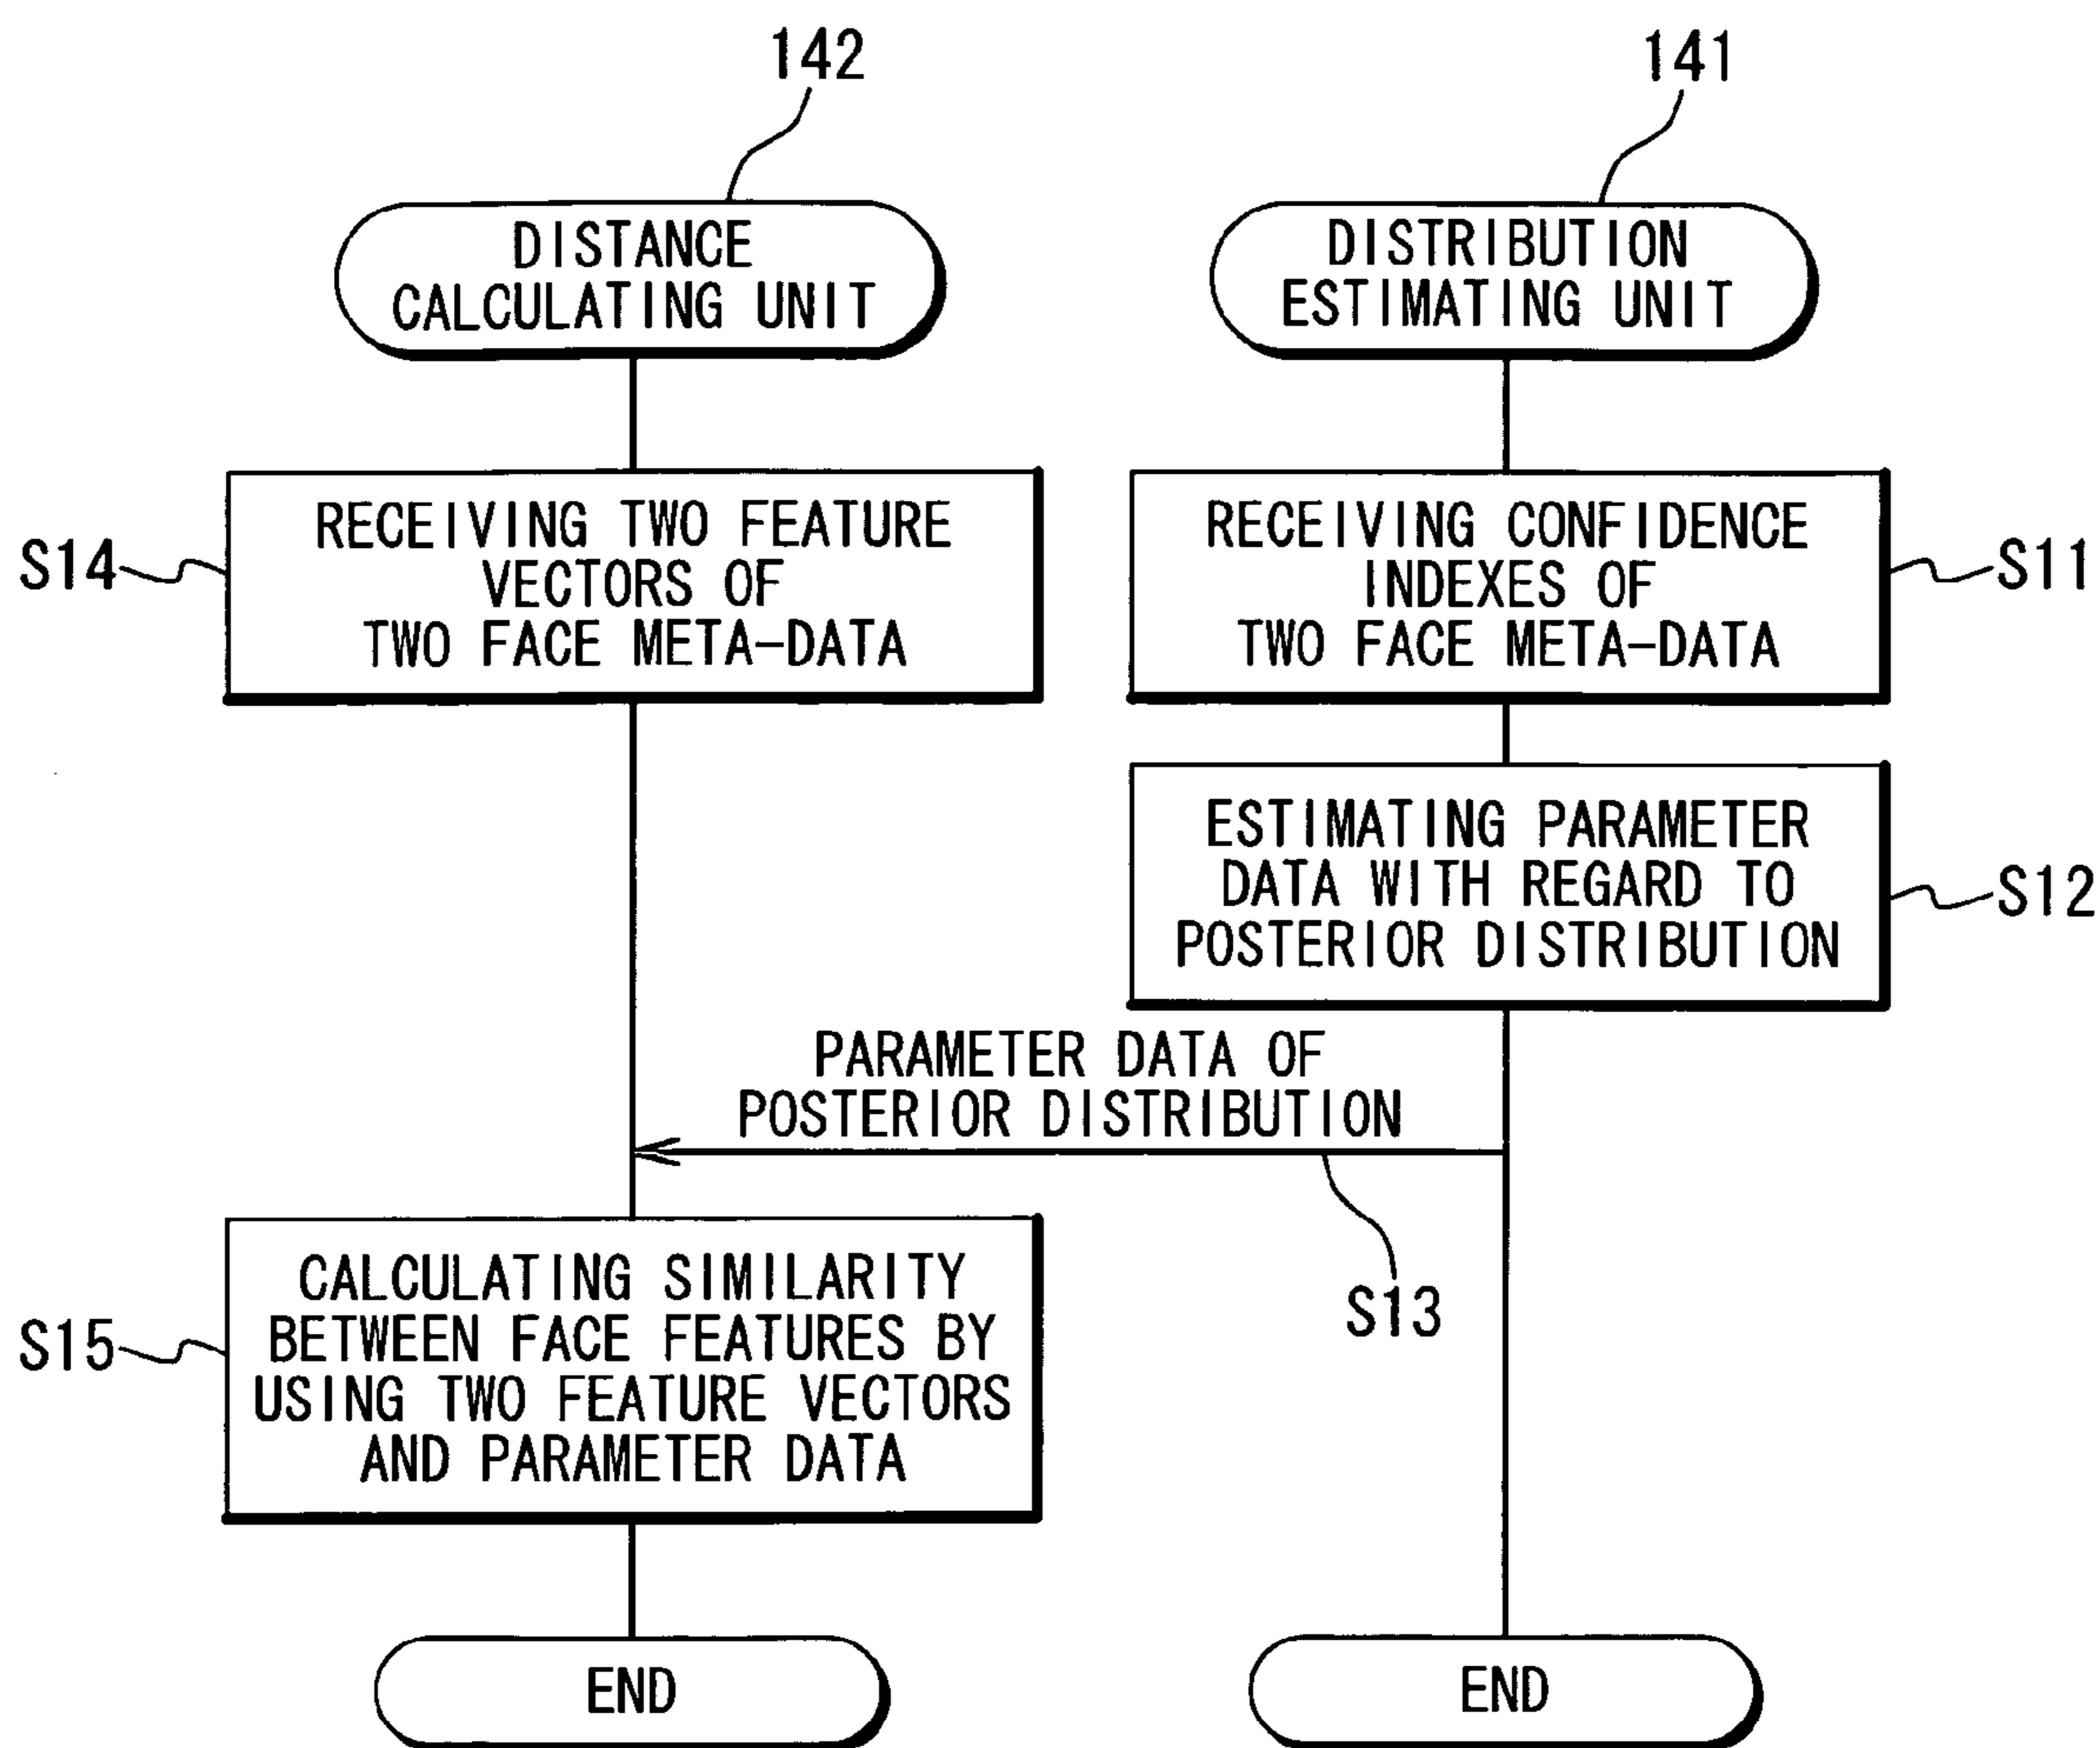 142
141
DISTANCE
CALCULATING UNIT
DISTRIBUTION
ESTIMATING UNIT
S14
RECEIVING TWO FEATURE
VECTORS OF
TWO FACE META-DATA
RECEIVING CONFIDENCE
INDEXES OF
TWO FACE META-DATA
S11
ESTIMATING PARAMETER
DATA WITH REGARD TO
POSTERIOR DISTRIBUTION
S12
PARAMETER DATA OF
POSTERIOR DISTRIBUTION
S13
S15
CALCULATING SIMILARITY
BETWEEN FACE FEATURES BY
USING TWO FEATURE VECTORS
AND PARAMETER DATA
END
END